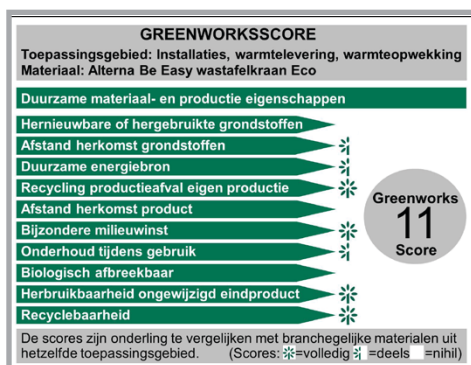 GREENWORKSSCORE
Toepassingsgebied: Installaties, warmtelevering, warmteopwekking
Materiaal: Alterna Be Easy wastafelkraan Eco
Duurzame materiaal- en productie eigenschappen
Hernieuwbare of hergebruikte grondstoffen
Afstand herkomst grondstoffen
Duurzame energiebron
Recycling productieafval eigen productie
Afstand herkomst product
Bijzondere milieuwinst
Onderhoud tijdens gebruik
Biologisch afbreekbaar
Herbruikbaarheid ongewijzigd eindproduct
Recyclebaarheid
Greenworks
11
Score
De scores zijn onderling te vergelijken met branchegelijke materialen uit
hetzelfde toepassingsgebied. (Scores: =volledig =deels =nihil)